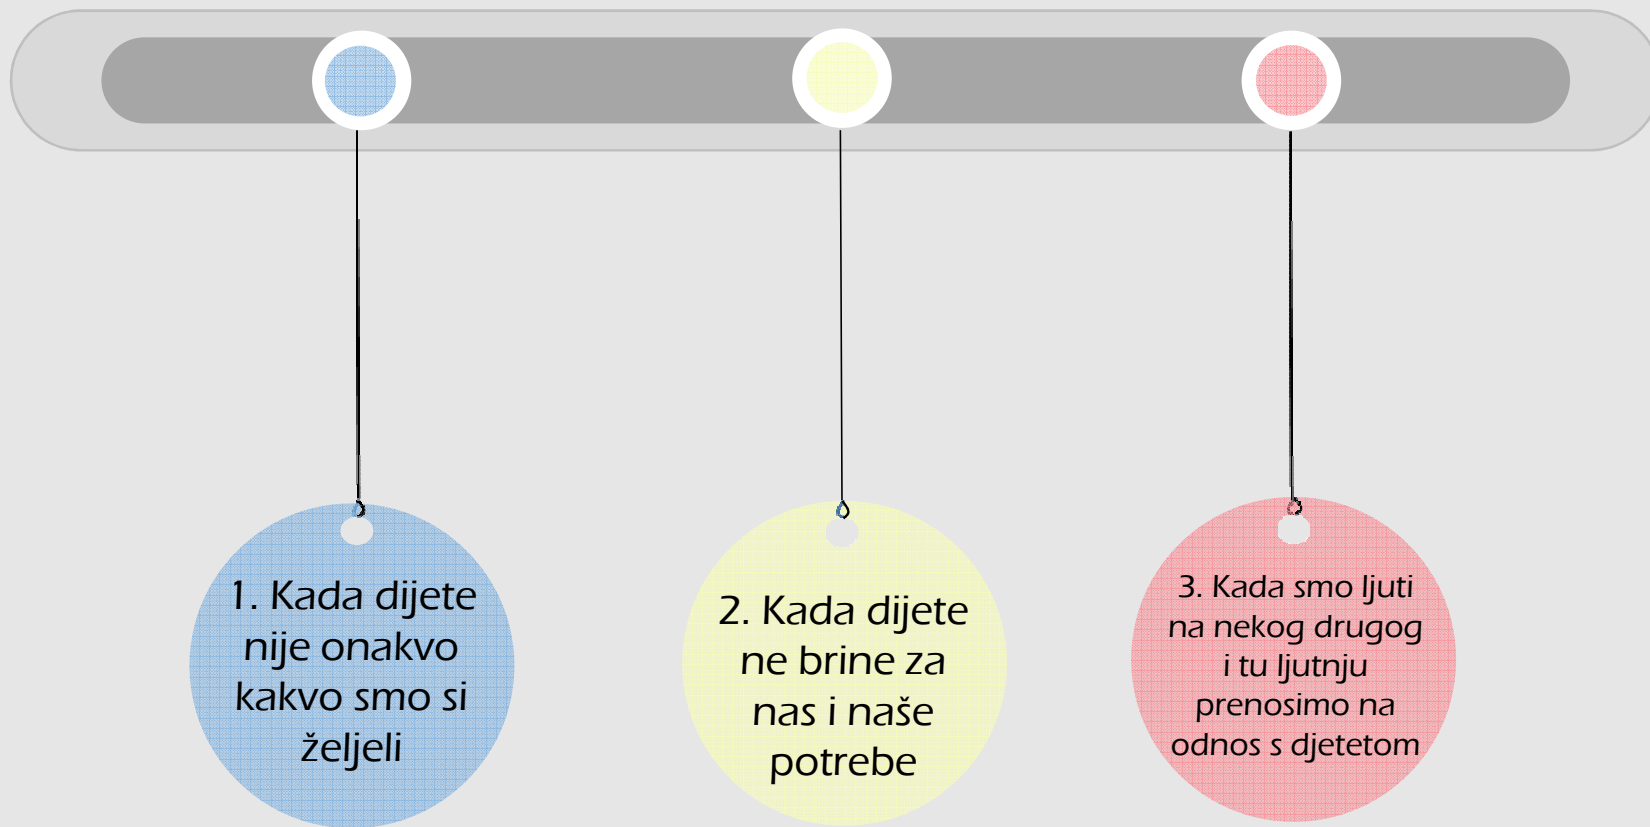 1. Kada dijete
nije onakvo
kakvo smo si
željeli
2. Kada dijete
ne brine za
nas i naše
potrebe
3. Kada smo ljuti
na nekog drugog
i tu ljutnju
prenosimo na
odnos s djetetom